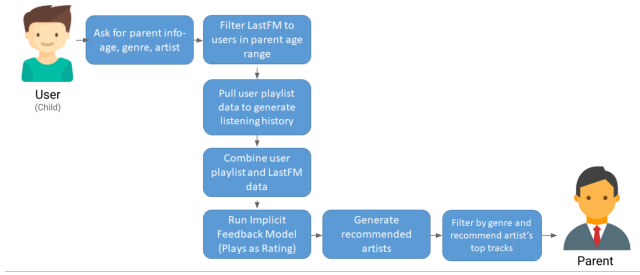 Ask for parent info-
age, genre, artist
Filter LastFM to
users in parent age
range
User
(Child)
Pull user playlist
data to generate
listening history
Combine user
playlist and LastFM
data
Run Implicit
Feedback Model
(Plays as Rating)
Generate
recommended
artists
Filter by genre and
recommend artist's
top tracks
Parent